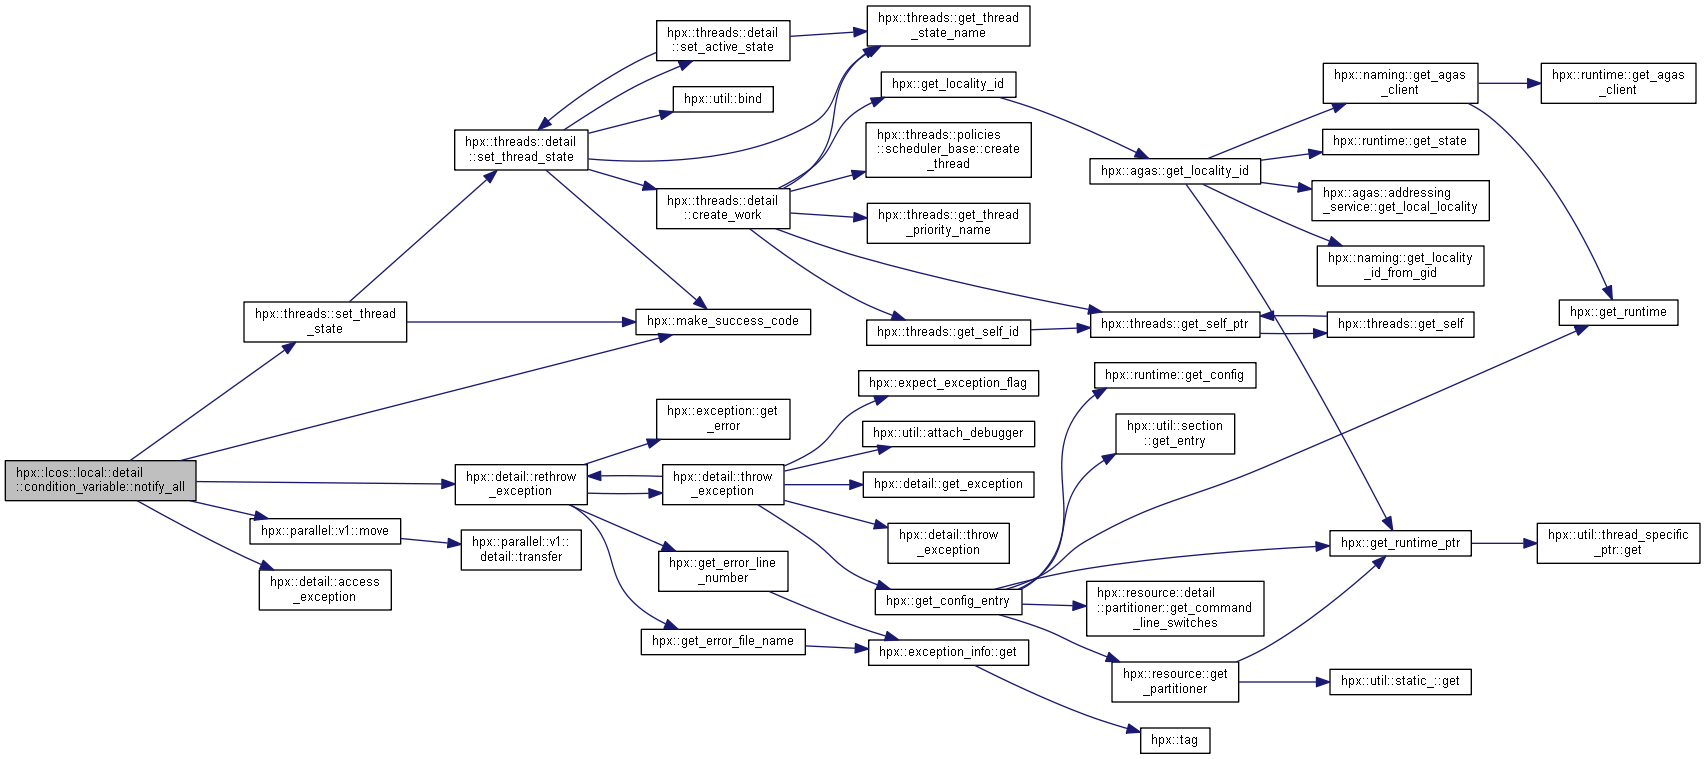 hpx::lcos::local::detail
::condition_variable::notify_all
hpx::threads::set_thread
_state
hpx::parallel::v1::move
hpx::detail::access
_exception
hpx::threads::detail
::set_thread_state
hpx::detail::rethrow
_exception
hpx::parallel::v1::
detail::transfer
hpx::threads::detail
::set_active_state
hpx::util::bind
hpx::threads::detail
::create_work
hpx::make_success_code
hpx::exception::get
_error
hpx::detail::throw
_exception
hpx::get_error_line
_number
hpx::get_error_file_name
hpx::threads::get_thread
_state_name
hpx::get_locality_id
hpx::threads::policies
::scheduler_base::create
_thread
hpx::threads::get_thread
_priority_name
hpx::threads::get_self_id
hpx::expect_exception_flag
hpx::util::attach_debugger
hpx::detail::get_exception
hpx::detail::throw
_exception
hpx::get_config_entry
hpx::exception_info::get
hpx::agas::get_locality_id
hpx::threads::get_self_ptr
hpx::runtime::get_config
hpx::util::section
::get_entry
hpx::resource::detail
::partitioner::get_command
_line_switches
hpx::resource::get
_partitioner
hpx::tag
hpx::naming::get_agas
_client
hpx::runtime::get_state
hpx::agas::addressing
_service::get_local_locality
hpx::naming::get_locality
_id_from_gid
hpx::threads::get_self
hpx::get_runtime_ptr
hpx::util::static_::get
hpx::runtime::get_agas
_client
hpx::get_runtime
hpx::util::thread_specific
_ptr::get